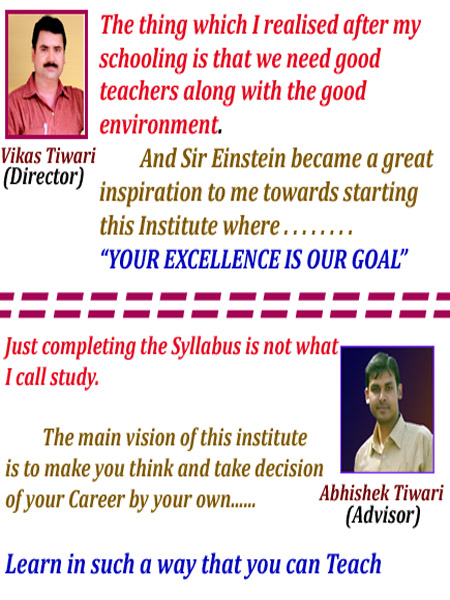 The thing which I realised after my
schooling is that we need good
teachers along with the good
environment.
Vikas Tiwari
(Director)
And Sir Einstein became a great
inspiration to me towards starting
this Institute where . . . . . . . .
“YOUR EXCELLENCE IS OUR GOAL”
Just completing the Syllabus is not what
I call study.
The main vision of this institute
is to make you think and take decision
of your Career by your own......
Abhishek Tiwari
(Advisor)
Learn in such a way that you can Teach